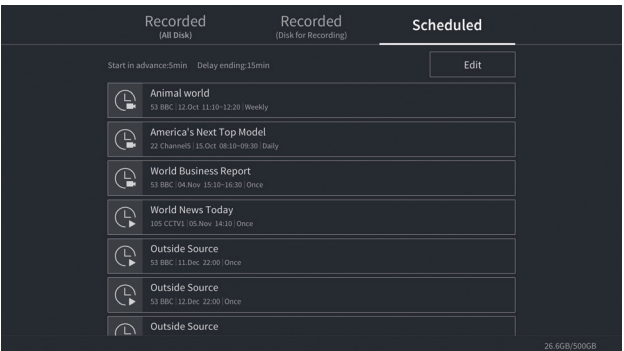 Recorded
(All Disk)
Recorded
(Disk for Recording)
Scheduled
Start in advance:5min Delay ending:15min
Edit
Animal world
53 BBC | 12.Oct 11:10~12:20 | Weekly
America's Next Top Model
22 Channel5 | 15.Oct 08:10~09:30 | Daily
World Business Report
53 BBC | 04.Nov 15:10~16:30 | Once
World News Today
105 CCTV1 | 05.Nov 14:10 | Once
Outside Source
53 BBC | 11.Dec 22:00 | Once
Outside Source
53 BBC | 12.Dec 22:00 | Once
Outside Source
26.6GB/500GB